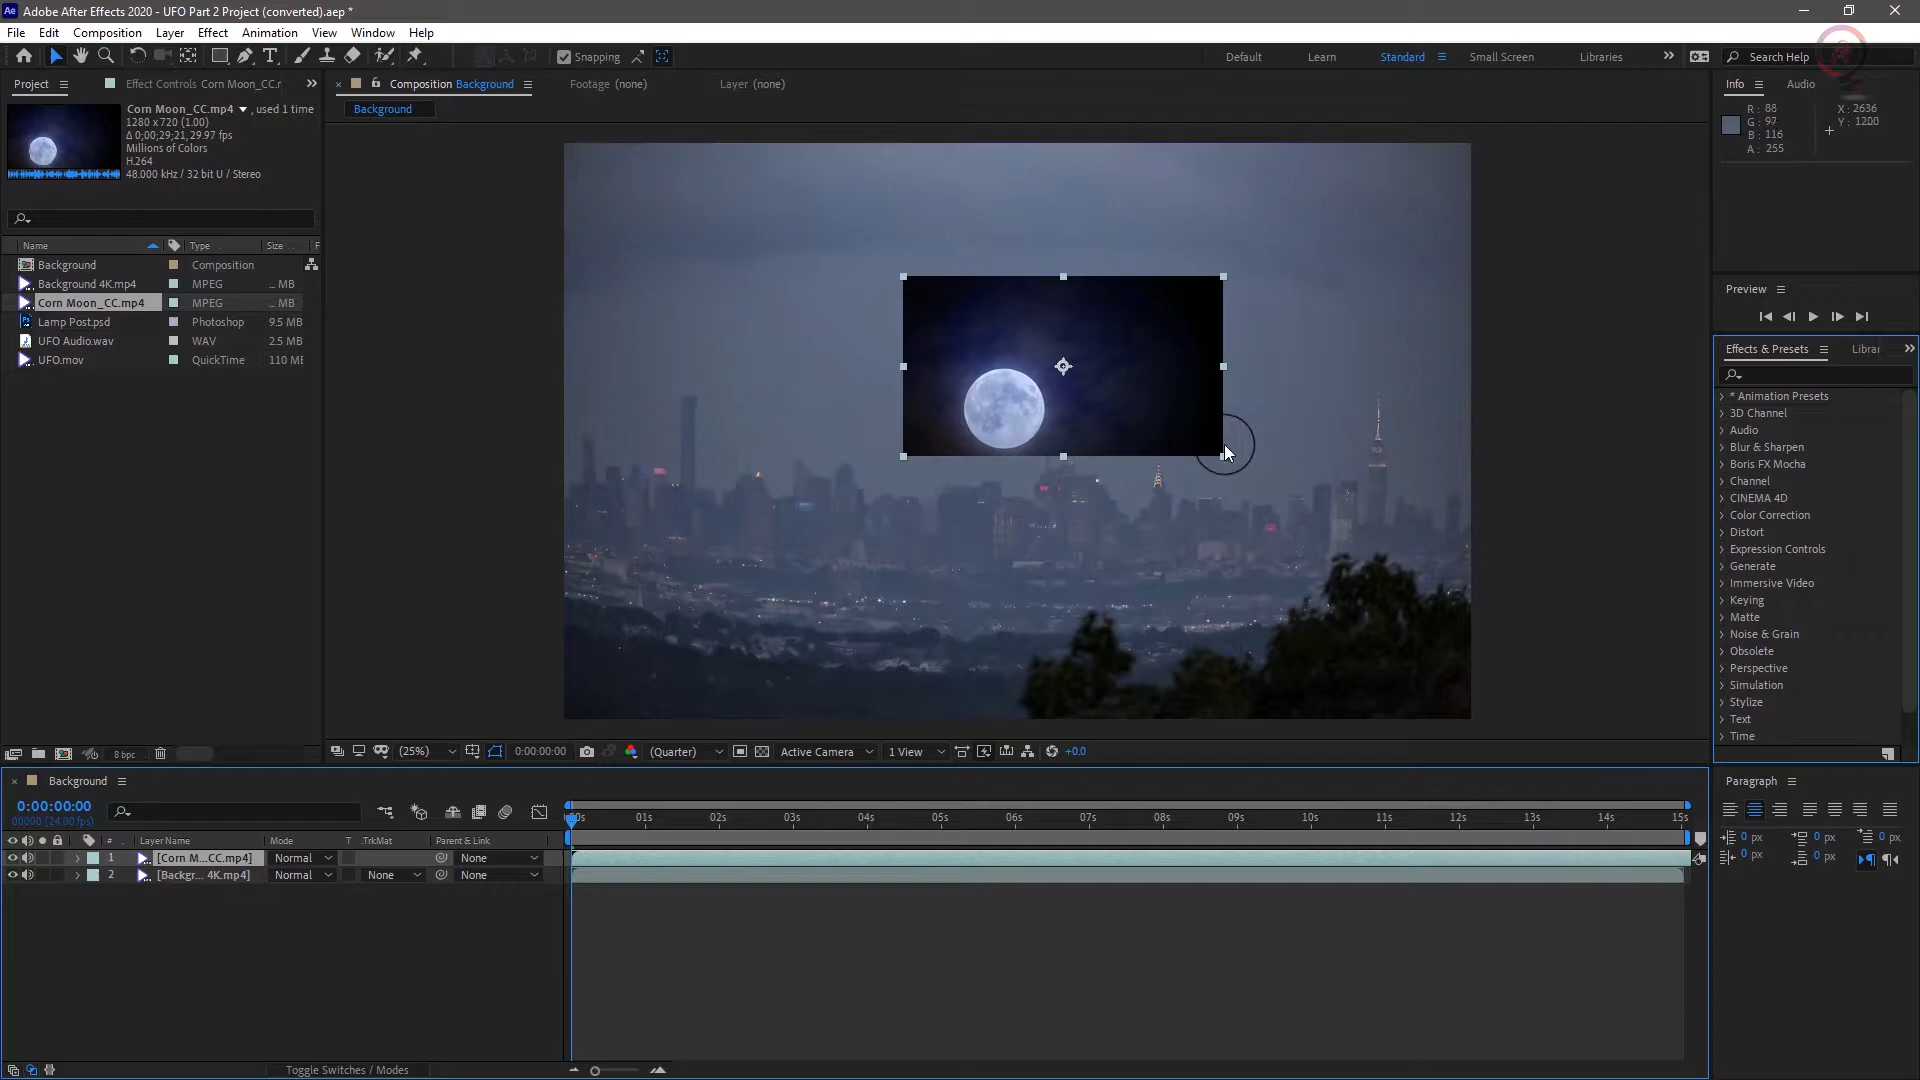 Ae Adobe After Effects 2020 - UFO Part 2 Project (converted).aep *
File Edit Composition Layer Effect Animation View Window Help
Snapping Default Learn Standard Small Screen Libraries Search Help
Project Effect Controls Corn Moon_CC.r
Composition Background Footage (none) Layer (none)
Info Audio
Corn Moon_CC.mp4 , used 1 time
1280 x 720 (1.00)
Δ 0;00;29;21, 29.97 fps
Millions of Colors
H.264
48.000 kHz / 32 bit U / Stereo
Background
R : 88 X : 2636
G : 97 Y : 1200
B : 116
A : 255
Name Type Size F
Background Composition
Background 4K.mp4 MPEG ... MB
Corn Moon_CC.mp4 MPEG ... MB
Lamp Post.psd Photoshop 9.5 MB
UFO Audio.wav WAV 2.5 MB
UFO.mov QuickTime 110 ME
Preview
Effects & Presets Librar
* Animation Presets
3D Channel
Audio
Blur & Sharpen
Boris FX Mocha
Channel
CINEMA 4D
Color Correction
Distort
Expression Controls
Generate
Immersive Video
Keying
Matte
Noise & Grain
Obsolete
Perspective
Simulation
Stylize
Text
Time
8 bpc
(25%) 0:00:00:00 (Quarter) Active Camera 1 View +0.0
Background
0:00:00:00
00000 (24.00 fps)
:00s 01s 02s 03s 04s 05s 06s 07s 08s 09s 10s 11s 12s 13s 14s 15s
# Layer Name Mode T .TrkMat Parent & Link
1 [Corn M...CC.mp4] Normal None
2 [Backgr... 4K.mp4] Normal None None
Toggle Switches / Modes
Paragraph
0 px 0 px 0 px
0 px 0 px